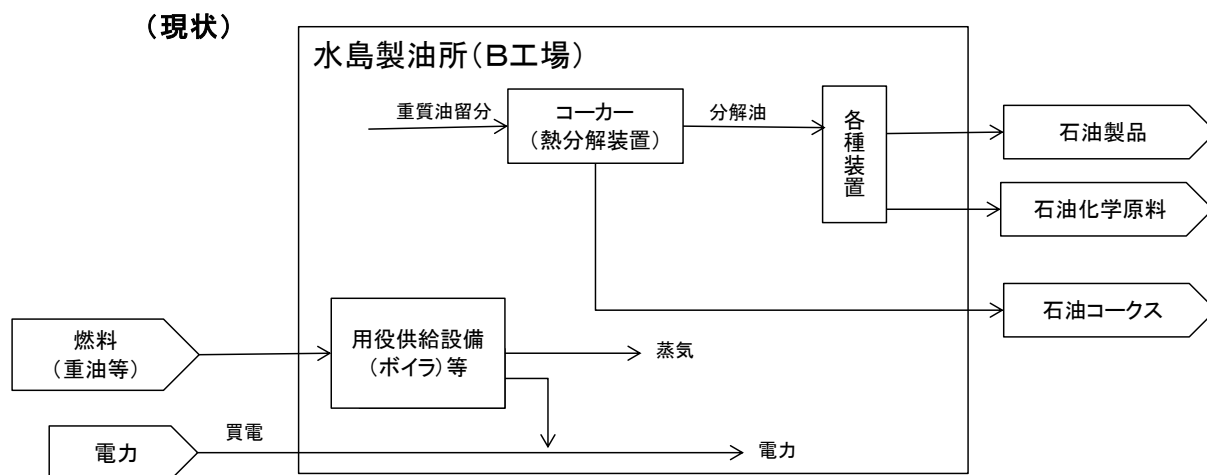 （現状）
水島製油所（Ｂ工場）
重質油留分
コーカー
（熱分解装置）
分解油
各種装置
石油製品
石油化学原料
石油コークス
燃料
（重油等）
用役供給設備
（ボイラ）等
蒸気
電力
買電
電力